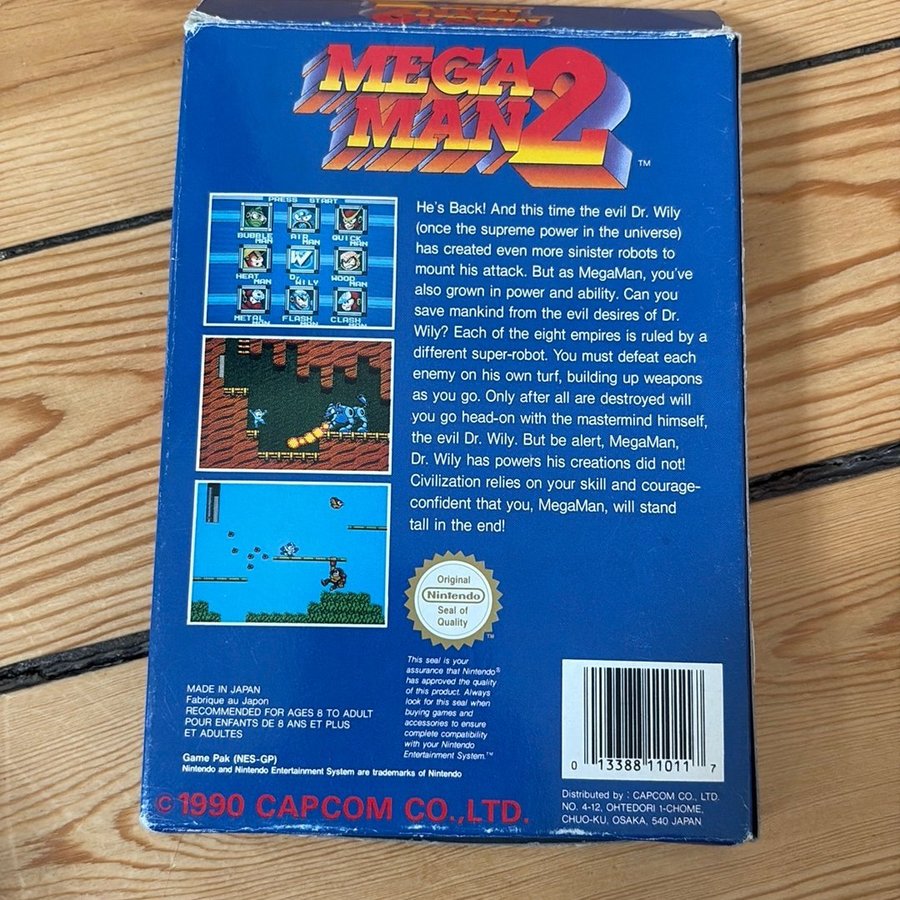 MEGA
MAN 2
TM
PRESS START
BUBBLE MAN
AIR MAN
QUICK MAN
HEAT MAN
Dr. WILY
WOOD MAN
METAL MAN
FLASH MAN
CLASH MAN
He's Back! And this time the evil Dr. Wily
(once the supreme power in the universe)
has created even more sinister robots to
mount his attack. But as MegaMan, you've
also grown in power and ability. Can you
save mankind from the evil desires of Dr.
Wily? Each of the eight empires is ruled by a
different super-robot. You must defeat each
enemy on his own turf, building up weapons
as you go. Only after all are destroyed will
you go head-on with the mastermind himself,
the evil Dr. Wily. But be alert, MegaMan,
Dr. Wily has powers his creations did not!
Civilization relies on your skill and courage-
confident that you, MegaMan, will stand
tall in the end!
Original
Nintendo
Seal of
Quality
TM
This seal is your
assurance that Nintendo®
has approved the quality
of this product. Always
look for this seal when
buying games and
accessories to ensure
complete compatibility
with your Nintendo
Entertainment System.™
MADE IN JAPAN
Fabrique au Japon
RECOMMENDED FOR AGES 8 TO ADULT
POUR ENFANTS DE 8 ANS ET PLUS
ET ADULTES
Game Pak (NES-GP)
Nintendo and Nintendo Entertainment System are trademarks of Nintendo
©1990 CAPCOM CO.,LTD.
0 13388 11011 7
Distributed by : CAPCOM CO., LTD.
NO. 4-12, OHTEDORI 1-CHOME,
CHUO-KU, OSAKA, 540 JAPAN